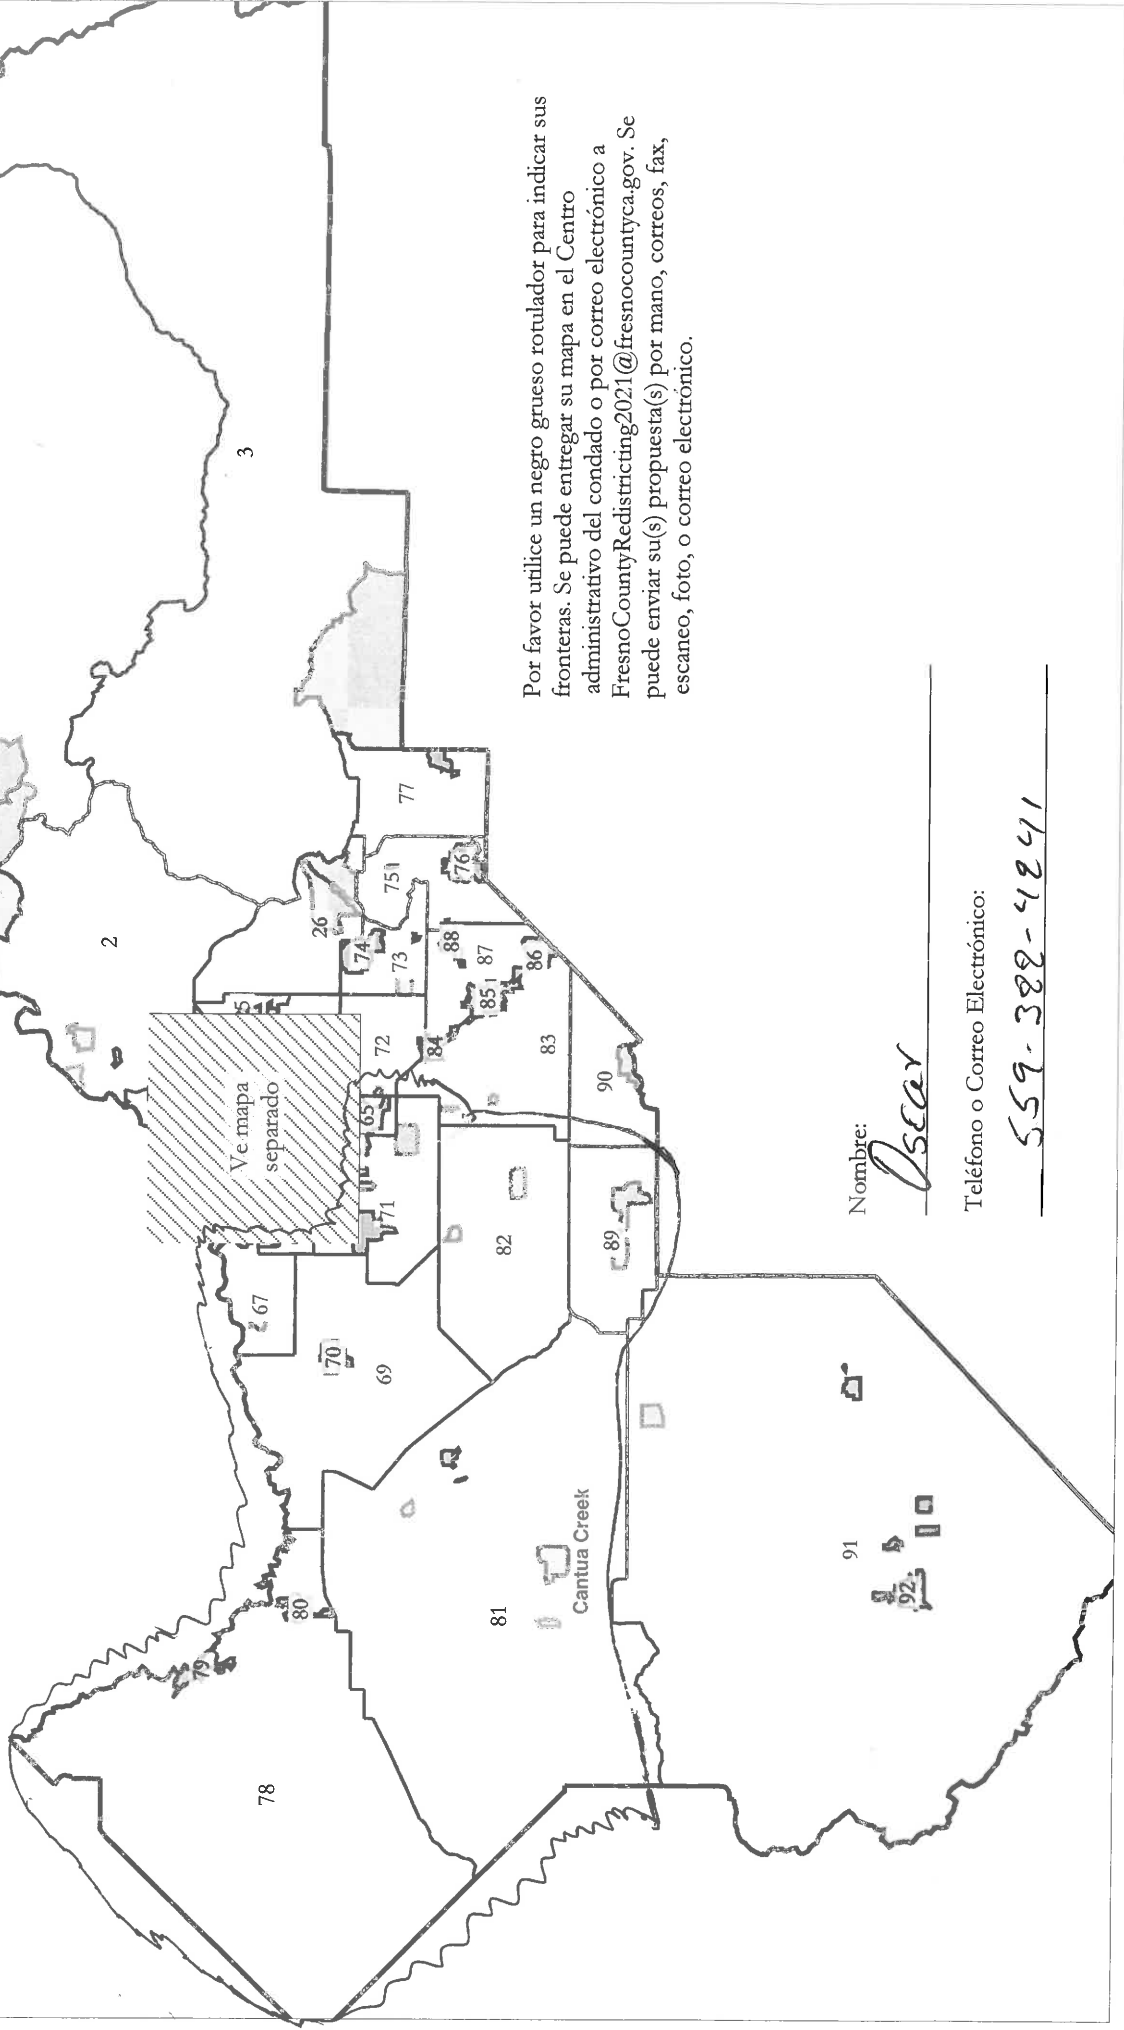 3
2
Por favor utilice un negro grueso rotulador para indicar sus
fronteras. Se puede entregar su mapa en el Centro
administrativo del condado o por correo electrónico a
FresnoCountyRedistricting2021@fresnocountyca.gov. Se
puede enviar su(s) propuesta(s) por mano, correos, fax,
escaneo, foto, o correo electrónico.
77
76
75
26
74
73
88
87
86
85
84
72
83
90
65
71
82
89
Ve mapa
separado
67
70
69
80
79
78
81
Cantua Creek
91
92
Nombre:
Oscar
Teléfono o Correo Electrónico:
559-388-4241